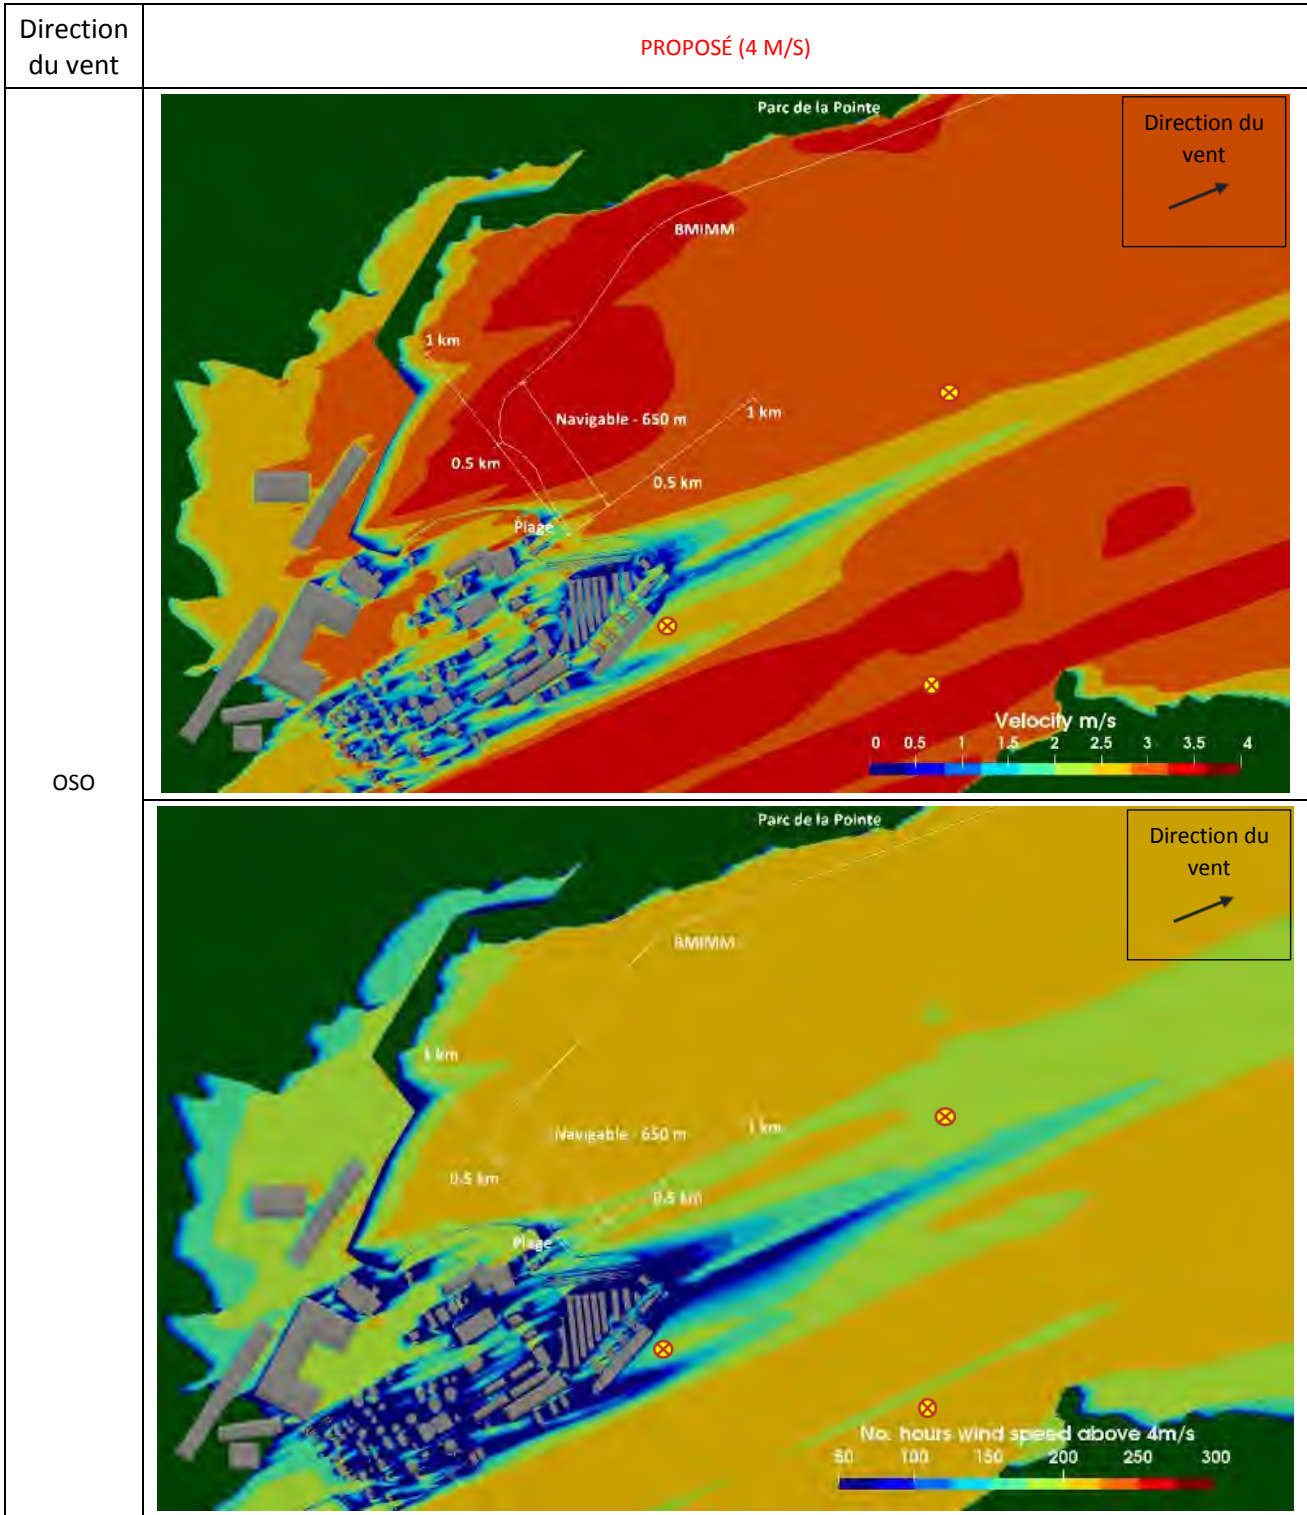 Direction
du vent
PROPOSÉ (4 M/S)
OSO
Parc de la Pointe
Direction du
vent
BMIMM
1 km
Navigable - 650 m
1 km
0.5 km
0.5 km
Plage
Velocity m/s
0 0.5 1 1.5 2 2.5 3 3.5 4
Parc de la Pointe
Direction du
vent
BMIMM
1 km
Navigable - 650 m
1 km
0.5 km
0.5 km
Plage
No. hours wind speed above 4m/s
50 100 150 200 250 300